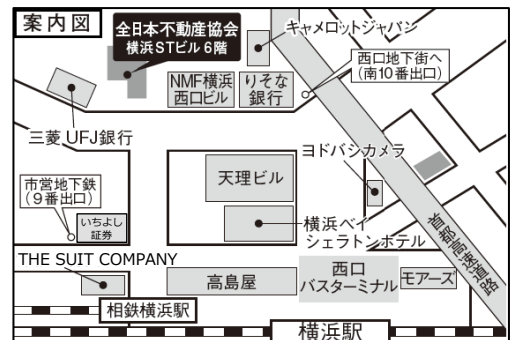 案内図
全日本不動産協会
横浜STビル6階
キャメロットジャパン
NMF横浜
西口ビル
りそな
銀行
西口地下街へ
(南10番出口)
三菱UFJ銀行
ヨドバシカメラ
天理ビル
市営地下鉄
(9番出口)
いちよし
証券
横浜ベイ
シェラトンホテル
首都高速道路
THE SUIT COMPANY
高島屋
西口
バスターミナル
モアーズ
相鉄横浜駅
横浜駅